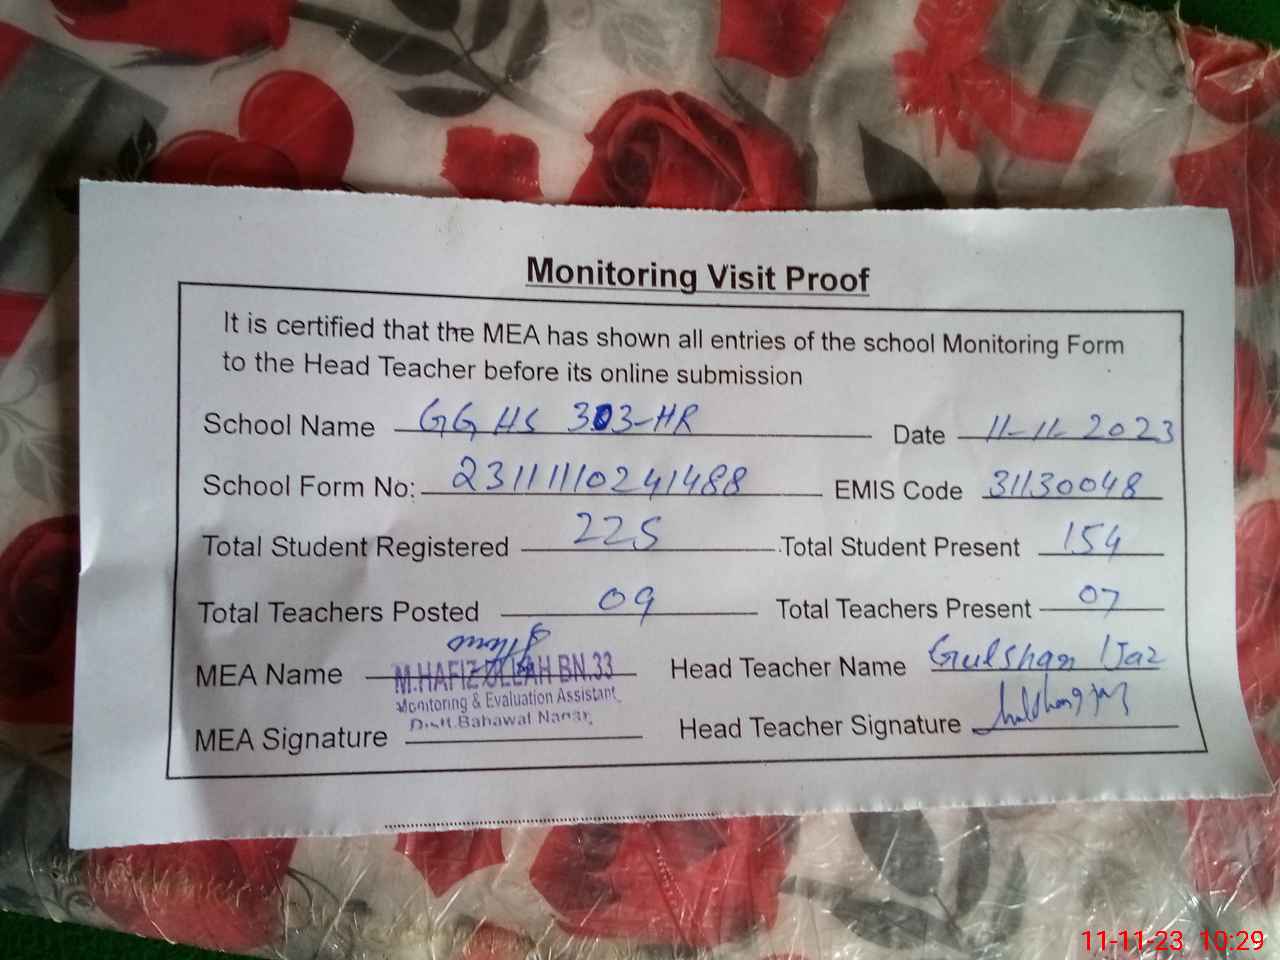 Monitoring Visit Proof
It is certified that the MEA has shown all entries of the school Monitoring Form
to the Head Teacher before its online submission
School Name GGHS 303-HR Date 11-11-2023
School Form No: 23111110241488 EMIS Code 31130048
Total Student Registered 225 Total Student Present 154
Total Teachers Posted 09 Total Teachers Present 07
MEA Name M.HAFIZ ULLAH BN.33 Head Teacher Name Gulshan Ijaz
Monitoring & Evaluation Assistant
Distt.Bahawal Nagar.
MEA Signature Head Teacher Signature
11-11-23 10:29